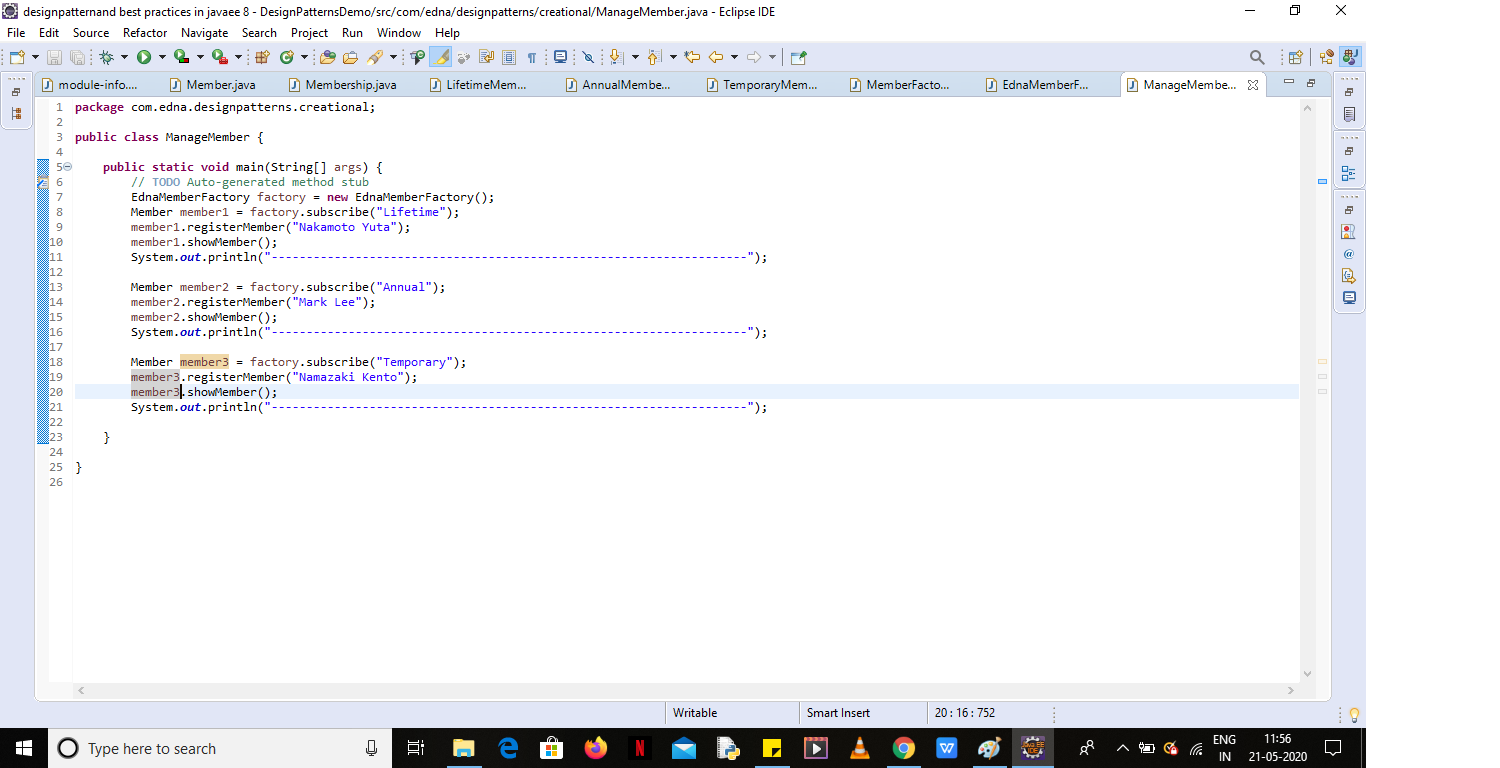 designpatternand best practices in javaee 8 - DesignPatternsDemo/src/com/edna/designpatterns/creational/ManageMember.java - Eclipse IDE
File Edit Source Refactor Navigate Search Project Run Window Help
module-info.... Member.java Membership.java LifetimeMem... AnnualMembe... TemporaryMem... MemberFacto... EdnaMemberF... ManageMembe...
1 package com.edna.designpatterns.creational;
2
3 public class ManageMember {
4
5 public static void main(String[] args) {
6 // TODO Auto-generated method stub
7 EdnaMemberFactory factory = new EdnaMemberFactory();
8 Member member1 = factory.subscribe("Lifetime");
9 member1.registerMember("Nakamoto Yuta");
10 member1.showMember();
11 System.out.println("--------------------------------------------------------------------");
12
13 Member member2 = factory.subscribe("Annual");
14 member2.registerMember("Mark Lee");
15 member2.showMember();
16 System.out.println("--------------------------------------------------------------------");
17
18 Member member3 = factory.subscribe("Temporary");
19 member3.registerMember("Namazaki Kento");
20 member3.showMember();
21 System.out.println("--------------------------------------------------------------------");
22
23 }
24
25 }
26
Writable Smart Insert 20 : 16 : 752
Type here to search
ENG 11:56
IN 21-05-2020